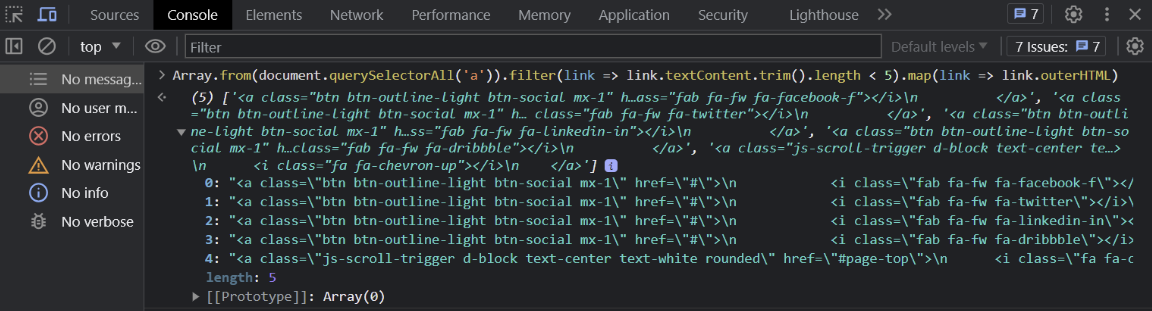 Sources Console Elements Network Performance Memory Application Security Lighthouse 7
top Filter Default levels 7 Issues: 7
No messag...
No user m...
No errors
No warnings
No info
No verbose
Array.from(document.querySelectorAll('a')).filter(link => link.textContent.trim().length < 5).map(link => link.outerHTML)
(5) ['<a class="btn btn-outline-light btn-social mx-1" h…ass="fab fa-fw fa-facebook-f"></i>\n </a>', '<a class
="btn btn-outline-light btn-social mx-1" h… class="fab fa-fw fa-twitter"></i>\n </a>', '<a class="btn btn-outli
ne-light btn-social mx-1" h…ss="fab fa-fw fa-linkedin-in"></i>\n </a>', '<a class="btn btn-outline-light btn-so
cial mx-1" h…class="fab fa-fw fa-dribbble"></i>\n </a>', '<a class="js-scroll-trigger d-block text-center te…>
\n <i class="fa fa-chevron-up"></i>\n </a>'] i
0: "<a class=\"btn btn-outline-light btn-social mx-1\" href=\"#\">\n <i class=\"fab fa-fw fa-facebook-f\"></
1: "<a class=\"btn btn-outline-light btn-social mx-1\" href=\"#\">\n <i class=\"fab fa-fw fa-twitter\"></i>\
2: "<a class=\"btn btn-outline-light btn-social mx-1\" href=\"#\">\n <i class=\"fab fa-fw fa-linkedin-in\"><
3: "<a class=\"btn btn-outline-light btn-social mx-1\" href=\"#\">\n <i class=\"fab fa-fw fa-dribbble\"></i>
4: "<a class=\"js-scroll-trigger d-block text-center text-white rounded\" href=\"#page-top\">\n <i class=\"fa fa-c
length: 5
[[Prototype]]: Array(0)